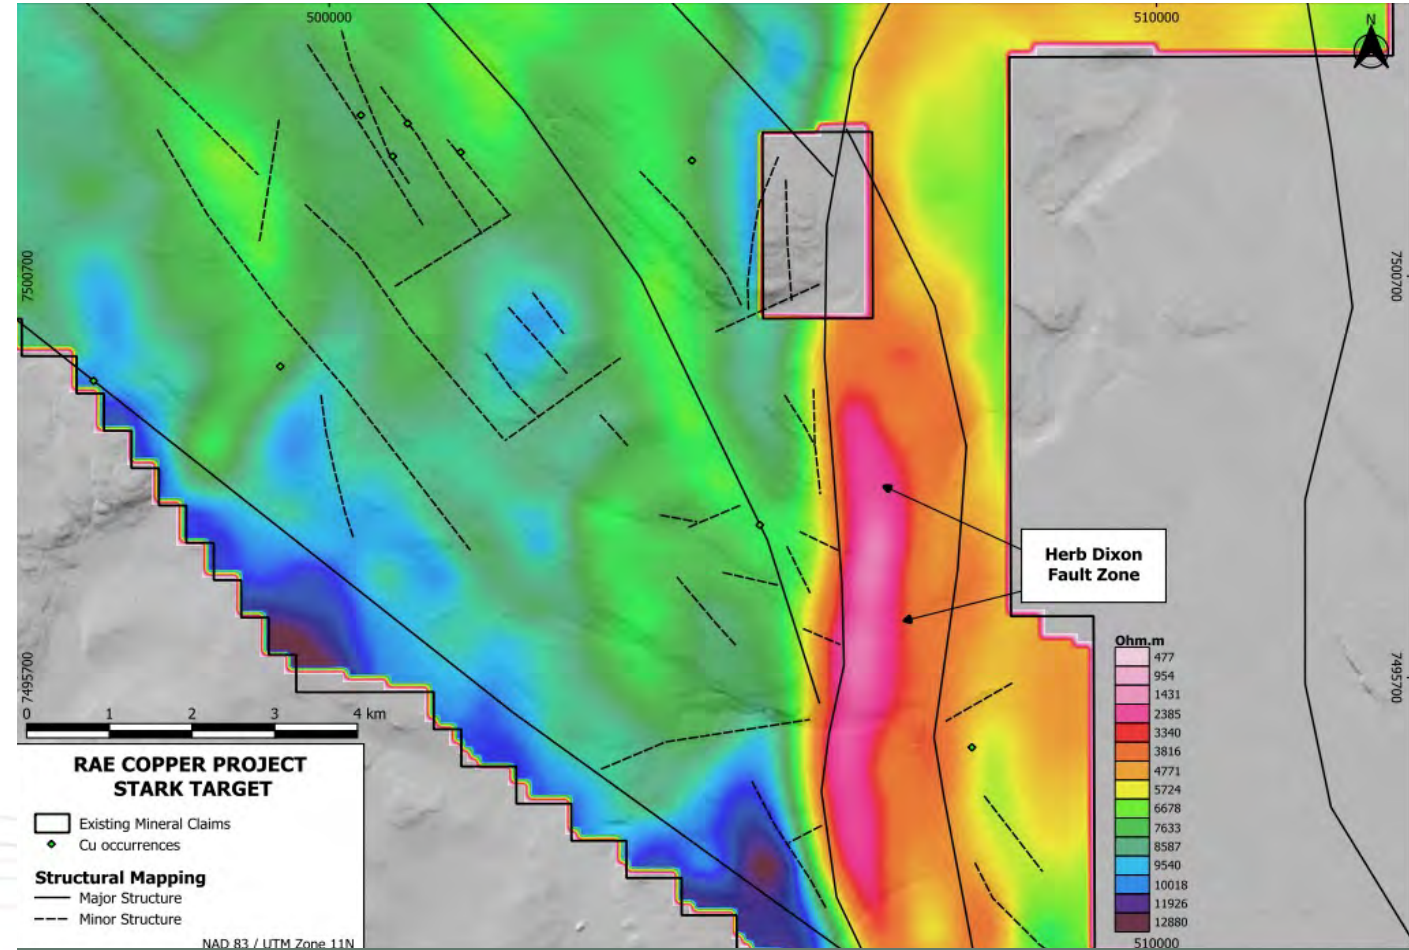 500000
510000
N
7500700
7500700
Herb Dixon
Fault Zone
Ohm.m
477
954
1431
2385
3340
3816
4771
5724
6678
7633
8587
9540
10018
11926
12880
7495700
7495700
0 1 2 3 4 km
RAE COPPER PROJECT
STARK TARGET
Existing Mineral Claims
Cu occurrences
Structural Mapping
Major Structure
Minor Structure
NAD 83 / UTM Zone 11N
510000